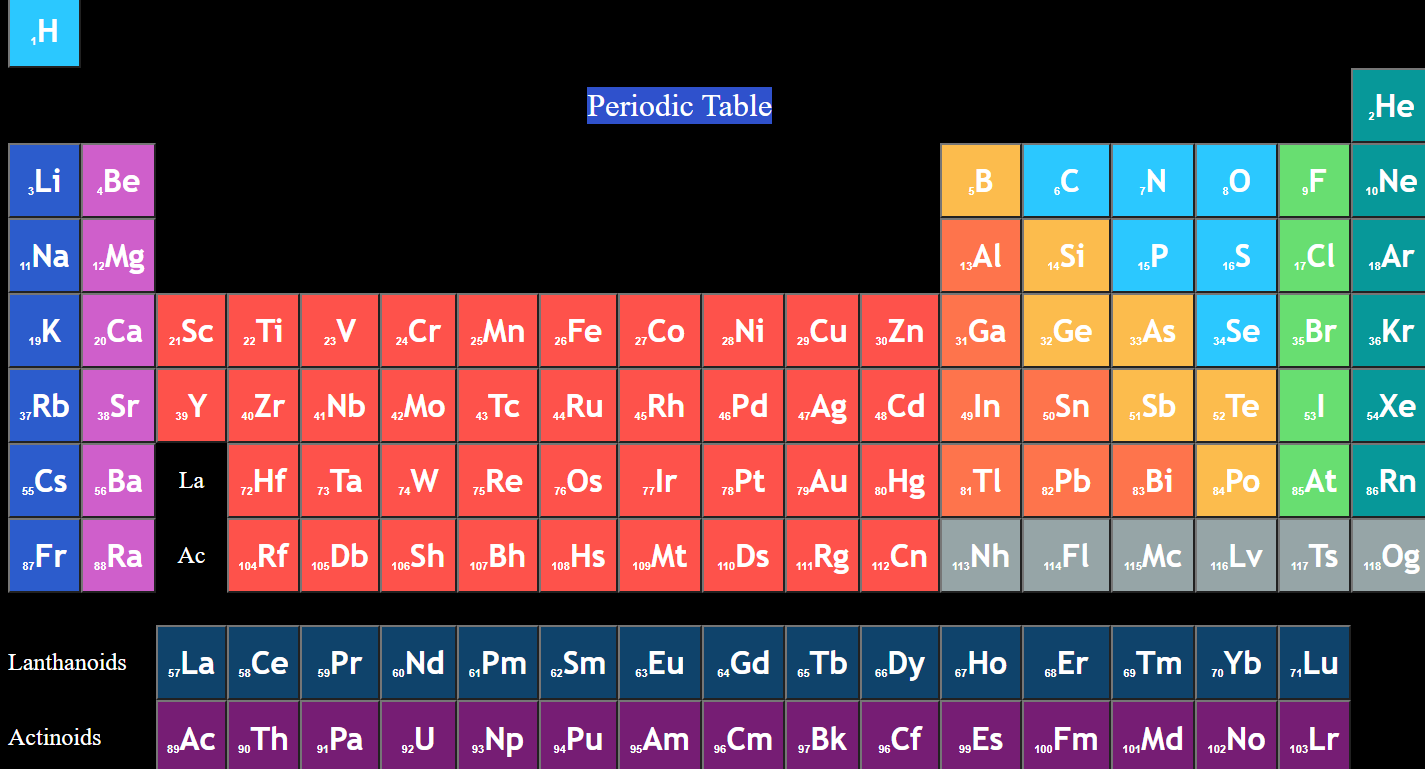 1H
Periodic Table
2He
3Li 4Be 5B 6C 7N 8O 9F 10Ne
11Na 12Mg 13Al 14Si 15P 16S 17Cl 18Ar
19K 20Ca 21Sc 22Ti 23V 24Cr 25Mn 26Fe 27Co 28Ni 29Cu 30Zn 31Ga 32Ge 33As 34Se 35Br 36Kr
37Rb 38Sr 39Y 40Zr 41Nb 42Mo 43Tc 44Ru 45Rh 46Pd 47Ag 48Cd 49In 50Sn 51Sb 52Te 53I 54Xe
55Cs 56Ba La 72Hf 73Ta 74W 75Re 76Os 77Ir 78Pt 79Au 80Hg 81Tl 82Pb 83Bi 84Po 85At 86Rn
87Fr 88Ra Ac 104Rf 105Db 106Sh 107Bh 108Hs 109Mt 110Ds 111Rg 112Cn 113Nh 114Fl 115Mc 116Lv 117Ts 118Og
Lanthanoids 57La 58Ce 59Pr 60Nd 61Pm 62Sm 63Eu 64Gd 65Tb 66Dy 67Ho 68Er 69Tm 70Yb 71Lu
Actinoids 89Ac 90Th 91Pa 92U 93Np 94Pu 95Am 96Cm 97Bk 96Cf 99Es 100Fm 101Md 102No 103Lr